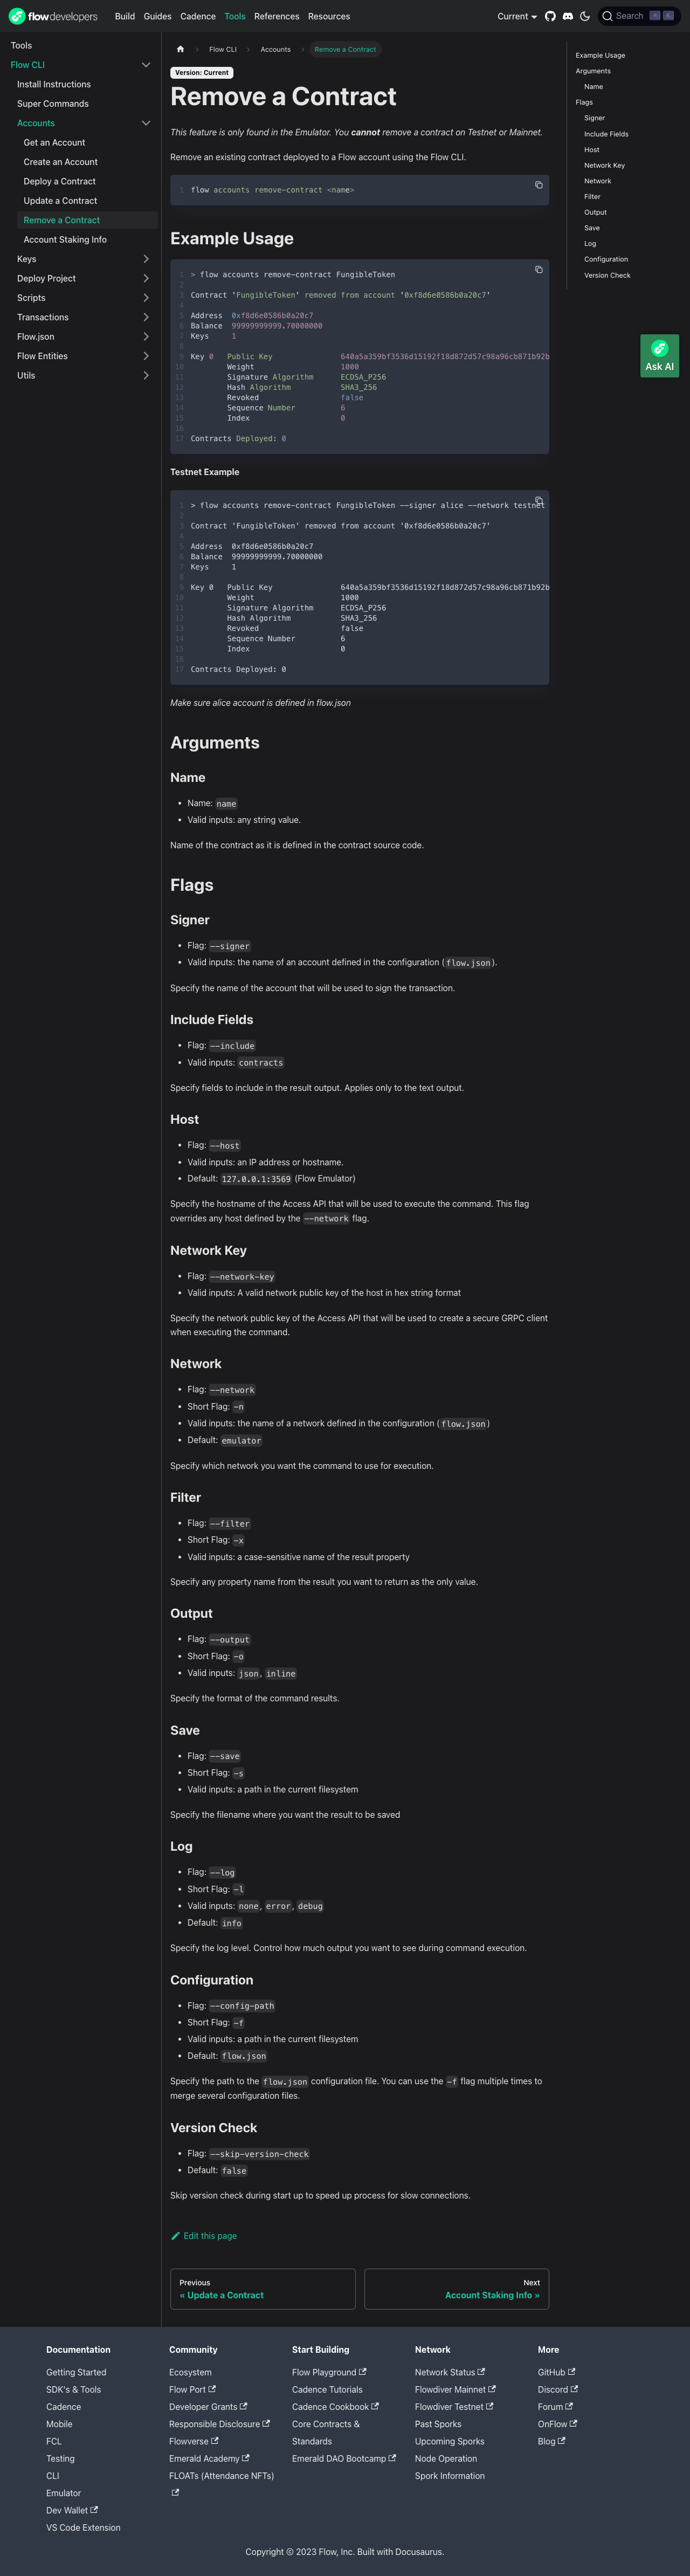 flowdevelopers
Build
Guides
Cadence
Tools
References
Resources
Current
Search
Tools
Flow CLI
Install Instructions
Super Commands
Accounts
Get an Account
Create an Account
Deploy a Contract
Update a Contract
Remove a Contract
Account Staking Info
Keys
Deploy Project
Scripts
Transactions
Flow.json
Flow Entities
Utils
Flow CLI
Accounts
Remove a Contract
Version: Current
Remove a Contract
This feature is only found in the Emulator. You cannot remove a contract on Testnet or Mainnet.
Remove an existing contract deployed to a Flow account using the Flow CLI.
1 flow accounts remove-contract <name>
Example Usage
1 > flow accounts remove-contract FungibleToken
2
3 Contract 'FungibleToken' removed from account '0xf8d6e0586b0a20c7'
4
5 Address 0xf8d6e0586b0a20c7
6 Balance 99999999999.70000000
7 Keys 1
8
9 Key 0 Public Key 640a5a359bf3536d15192f18d872d57c98a96cb871b92b
10 Weight 1000
11 Signature Algorithm ECDSA_P256
12 Hash Algorithm SHA3_256
13 Revoked false
14 Sequence Number 6
15 Index 0
16
17 Contracts Deployed: 0
Testnet Example
1 > flow accounts remove-contract FungibleToken --signer alice --network testnet
2
3 Contract 'FungibleToken' removed from account '0xf8d6e0586b0a20c7'
4
5 Address 0xf8d6e0586b0a20c7
6 Balance 99999999999.70000000
7 Keys 1
8
9 Key 0 Public Key 640a5a359bf3536d15192f18d872d57c98a96cb871b92b
10 Weight 1000
11 Signature Algorithm ECDSA_P256
12 Hash Algorithm SHA3_256
13 Revoked false
14 Sequence Number 6
15 Index 0
16
17 Contracts Deployed: 0
Make sure alice account is defined in flow.json
Arguments
Name
Name: name
Valid inputs: any string value.
Name of the contract as it is defined in the contract source code.
Flags
Signer
Flag: --signer
Valid inputs: the name of an account defined in the configuration (flow.json).
Specify the name of the account that will be used to sign the transaction.
Include Fields
Flag: --include
Valid inputs: contracts
Specify fields to include in the result output. Applies only to the text output.
Host
Flag: --host
Valid inputs: an IP address or hostname.
Default: 127.0.0.1:3569 (Flow Emulator)
Specify the hostname of the Access API that will be used to execute the command. This flag
overrides any host defined by the --network flag.
Network Key
Flag: --network-key
Valid inputs: A valid network public key of the host in hex string format
Specify the network public key of the Access API that will be used to create a secure GRPC client
when executing the command.
Network
Flag: --network
Short Flag: -n
Valid inputs: the name of a network defined in the configuration (flow.json)
Default: emulator
Specify which network you want the command to use for execution.
Filter
Flag: --filter
Short Flag: -x
Valid inputs: a case-sensitive name of the result property
Specify any property name from the result you want to return as the only value.
Output
Flag: --output
Short Flag: -o
Valid inputs: json, inline
Specify the format of the command results.
Save
Flag: --save
Short Flag: -s
Valid inputs: a path in the current filesystem
Specify the filename where you want the result to be saved
Log
Flag: --log
Short Flag: -l
Valid inputs: none, error, debug
Default: info
Specify the log level. Control how much output you want to see during command execution.
Configuration
Flag: --config-path
Short Flag: -f
Valid inputs: a path in the current filesystem
Default: flow.json
Specify the path to the flow.json configuration file. You can use the -f flag multiple times to
merge several configuration files.
Version Check
Flag: --skip-version-check
Default: false
Skip version check during start up to speed up process for slow connections.
Edit this page
Previous
« Update a Contract
Next
Account Staking Info »
Example Usage
Arguments
Name
Flags
Signer
Include Fields
Host
Network Key
Network
Filter
Output
Save
Log
Configuration
Version Check
Ask AI
Documentation
Getting Started
SDK's & Tools
Cadence
Mobile
FCL
Testing
CLI
Emulator
Dev Wallet
VS Code Extension
Community
Ecosystem
Flow Port
Developer Grants
Responsible Disclosure
Flowverse
Emerald Academy
FLOATs (Attendance NFTs)
Start Building
Flow Playground
Cadence Tutorials
Cadence Cookbook
Core Contracts &
Standards
Emerald DAO Bootcamp
Network
Network Status
Flowdiver Mainnet
Flowdiver Testnet
Past Sporks
Upcoming Sporks
Node Operation
Spork Information
More
GitHub
Discord
Forum
OnFlow
Blog
Copyright © 2023 Flow, Inc. Built with Docusaurus.